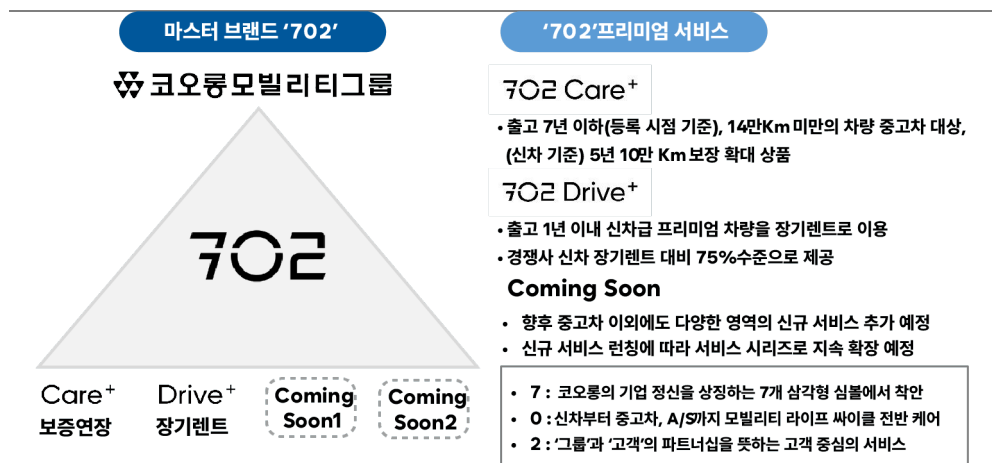 마스터 브랜드 ‘702’
코오롱모빌리티그룹
702
Care+
보증연장
Drive+
장기렌트
Coming
Soon1
Coming
Soon2
‘702’프리미엄 서비스
702 Care+
• 출고 7년 이하(등록 시점 기준), 14만Km 미만의 차량 중고차 대상,
(신차 기준) 5년 10만 Km 보장 확대 상품
702 Drive+
• 출고 1년 이내 신차급 프리미엄 차량을 장기렌트로 이용
• 경쟁사 신차 장기렌트 대비 75%수준으로 제공
Coming Soon
• 향후 중고차 이외에도 다양한 영역의 신규 서비스 추가 예정
• 신규 서비스 런칭에 따라 서비스 시리즈로 지속 확장 예정
• 7 : 코오롱의 기업 정신을 상징하는 7개 삼각형 심볼에서 착안
• 0 : 신차부터 중고차, A/S까지 모빌리티 라이프 싸이클 전반 케어
• 2 : ‘그룹’과 ‘고객’의 파트너십을 뜻하는 고객 중심의 서비스